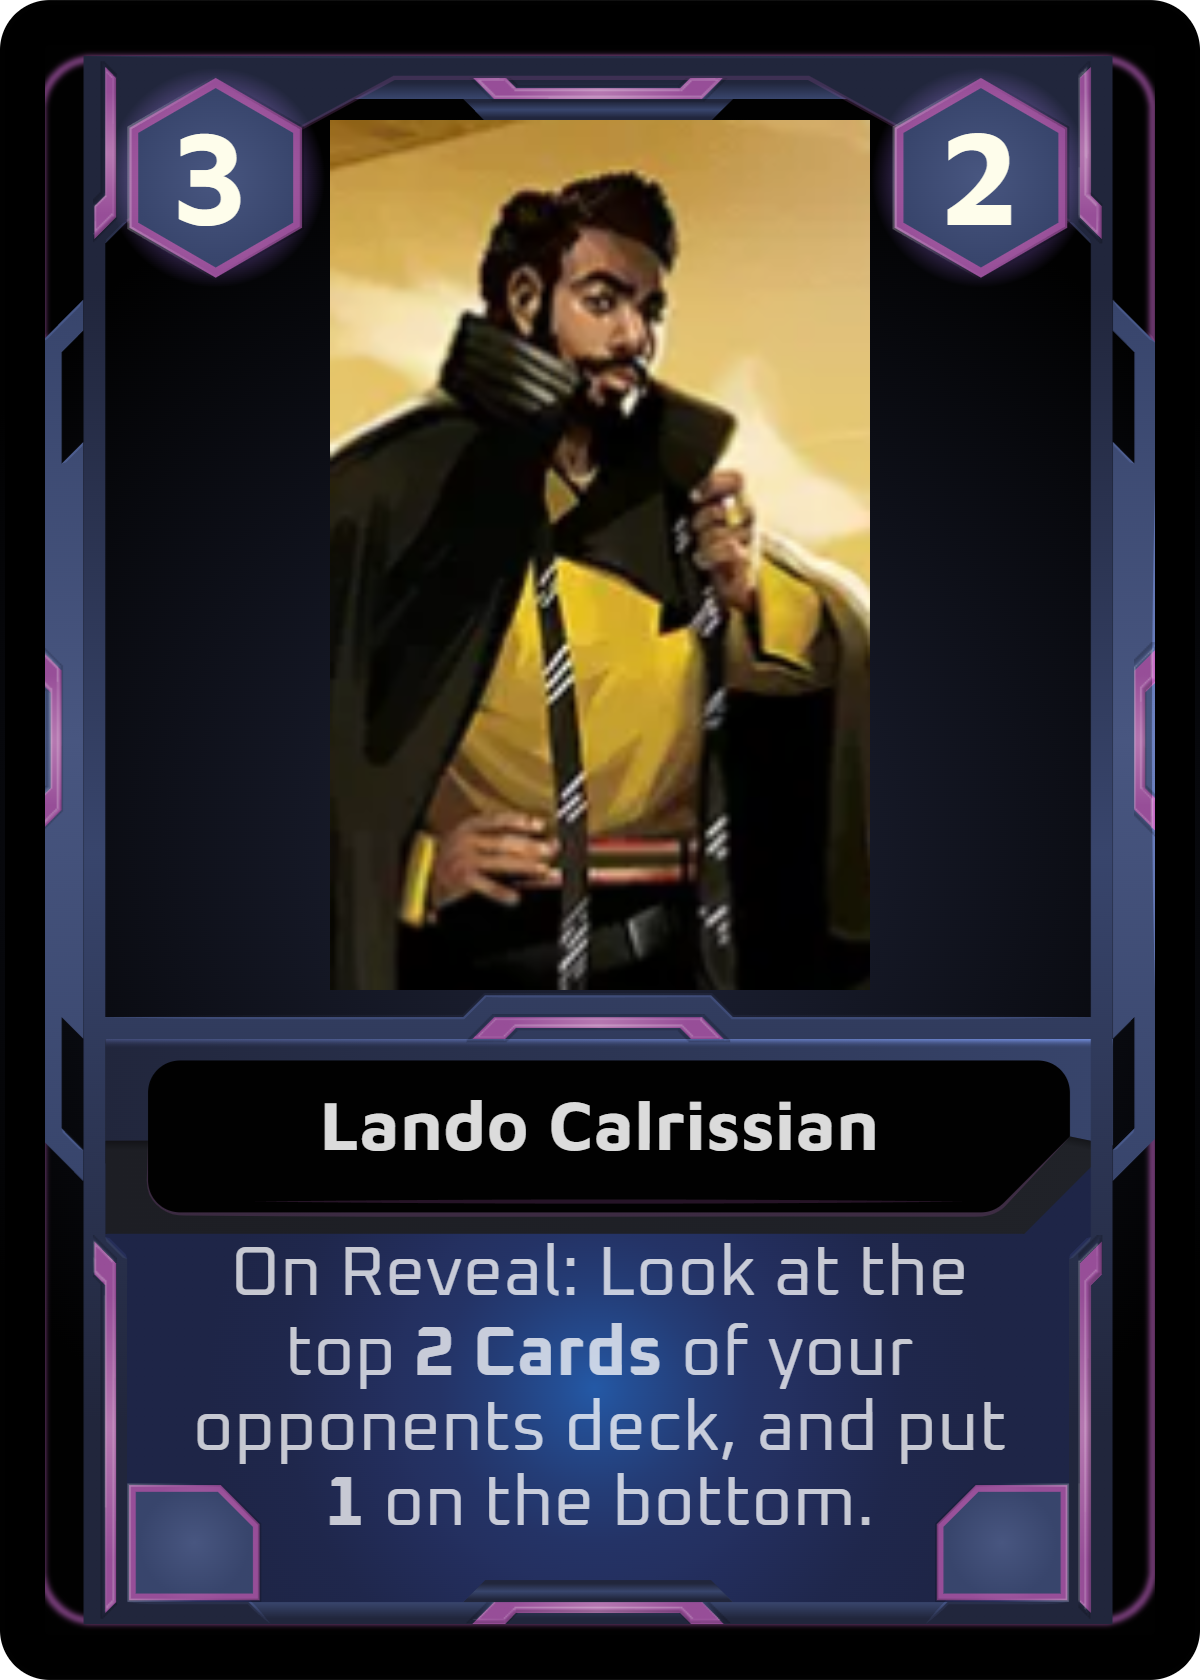 3
2
Lando Calrissian
On Reveal: Look at the
top 2 Cards of your
opponents deck, and put
1 on the bottom.